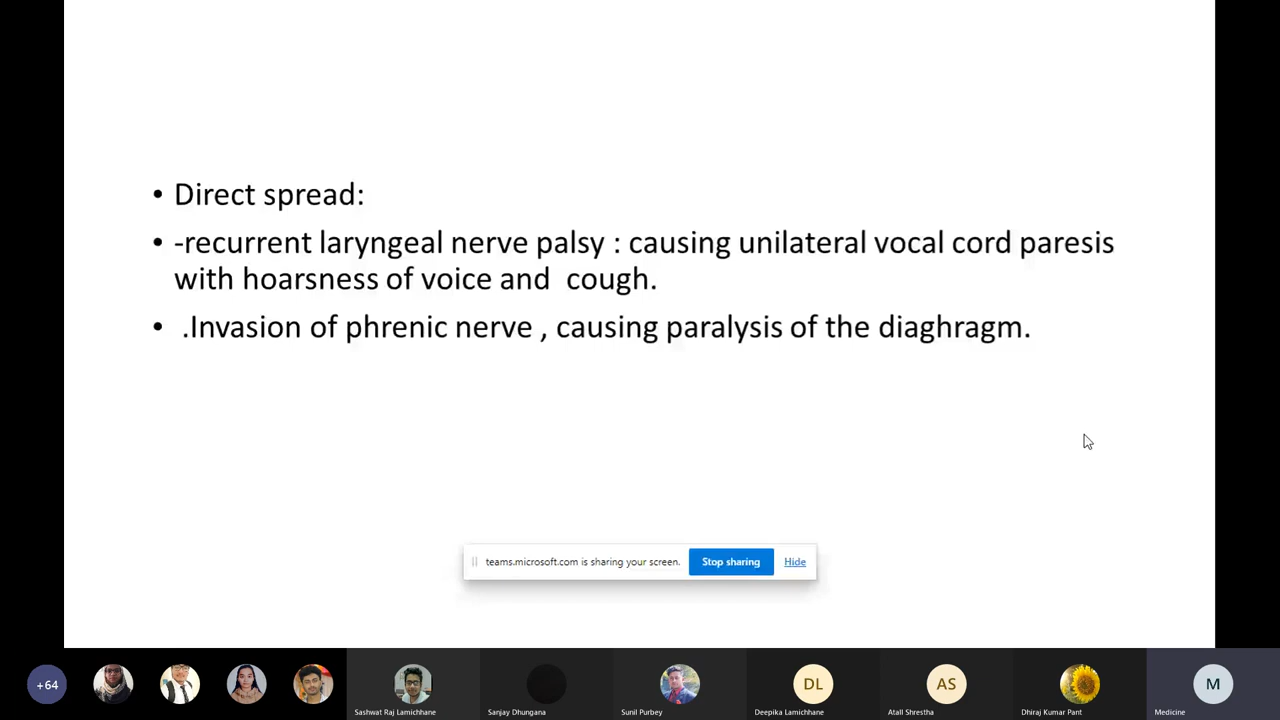 • Direct spread:
• -recurrent laryngeal nerve palsy : causing unilateral vocal cord paresis
with hoarsness of voice and  cough.
• .Invasion of phrenic nerve , causing paralysis of the diaghragm.
teams.microsoft.com is sharing your screen. Stop sharing Hide
+64 DL AS M
Sashwat Raj Lamichhane Sanjay Dhungana Sunil Purbey Deepika Lamichhane Atall Shrestha Dhiraj Kumar Pant Medicine